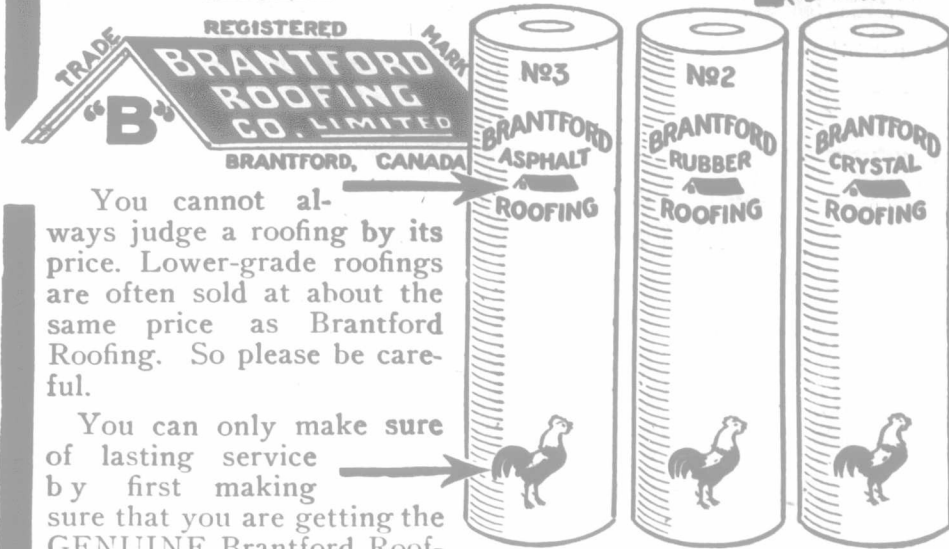 TRADE
REGISTERED
MARK
"B"
BRANTFORD
ROOFING
CO. LIMITED
BRANTFORD, CANADA
You cannot al-
ways judge a roofing by its
price. Lower-grade roofings
are often sold at about the
same price as Brantford
Roofing. So please be care-
ful.
You can only make sure
of lasting service
by first making
sure that you are getting the
GENUINE Brantford Roof-
Nº3
BRANTFORD
ASPHALT
ROOFING
Nº2
BRANTFORD
RUBBER
ROOFING
BRANTFORD
CRYSTAL
ROOFING